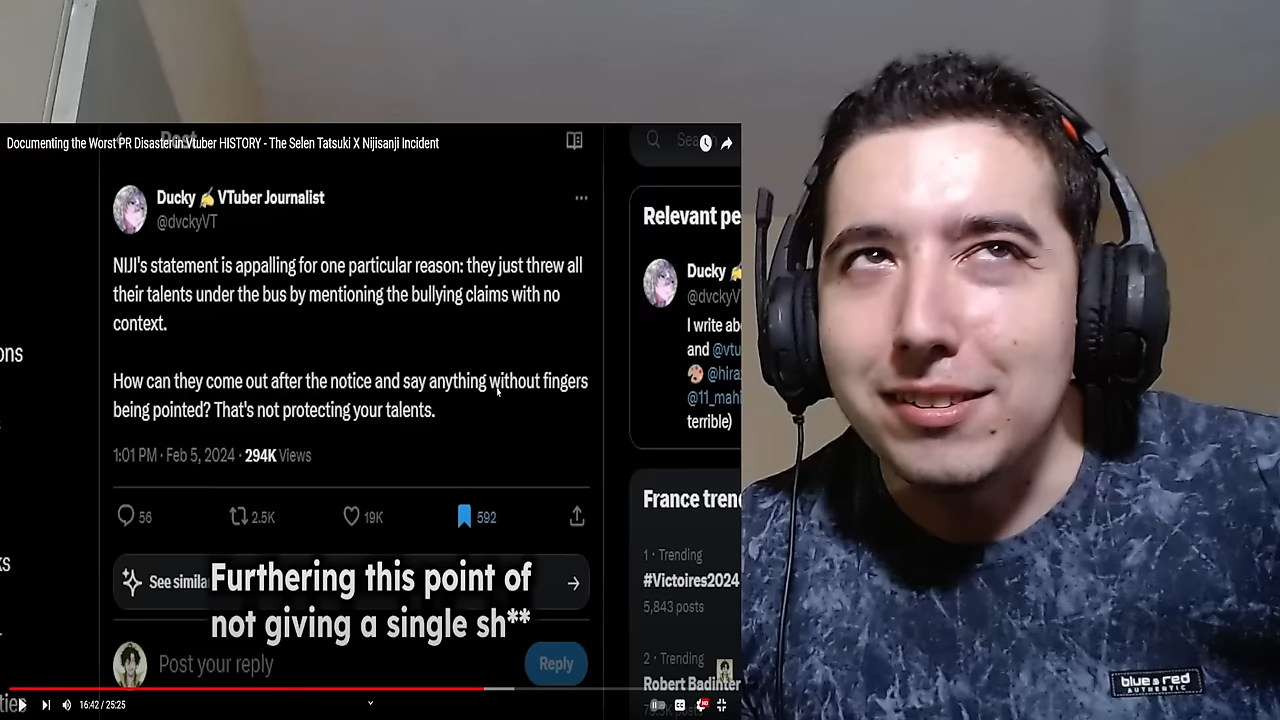 Documenting the Worst PR Disaster in Vtuber HISTORY - The Selen Tatsuki X Nijisanji Incident
Post
Sea
Ducky ✍️ VTuber Journalist
@dvckyVT
NIJI's statement is appalling for one particular reason: they just threw all
their talents under the bus by mentioning the bullying claims with no
context.
How can they come out after the notice and say anything without fingers
being pointed? That's not protecting your talents.
1:01 PM · Feb 5, 2024 · 294K Views
56
2.5K
19K
592
See simila
Furthering this point of
not giving a single sh**
Post your reply
Reply
Relevant pe
Ducky
@dvckyV
I write ab
and @vtu
@hira
@11_mahi
terrible)
France trend
1 · Trending
#Victoires2024
5,843 posts
2 · Trending
Robert Badinter
ons
16:42 / 25:25
blue & red
AUTHENTIC